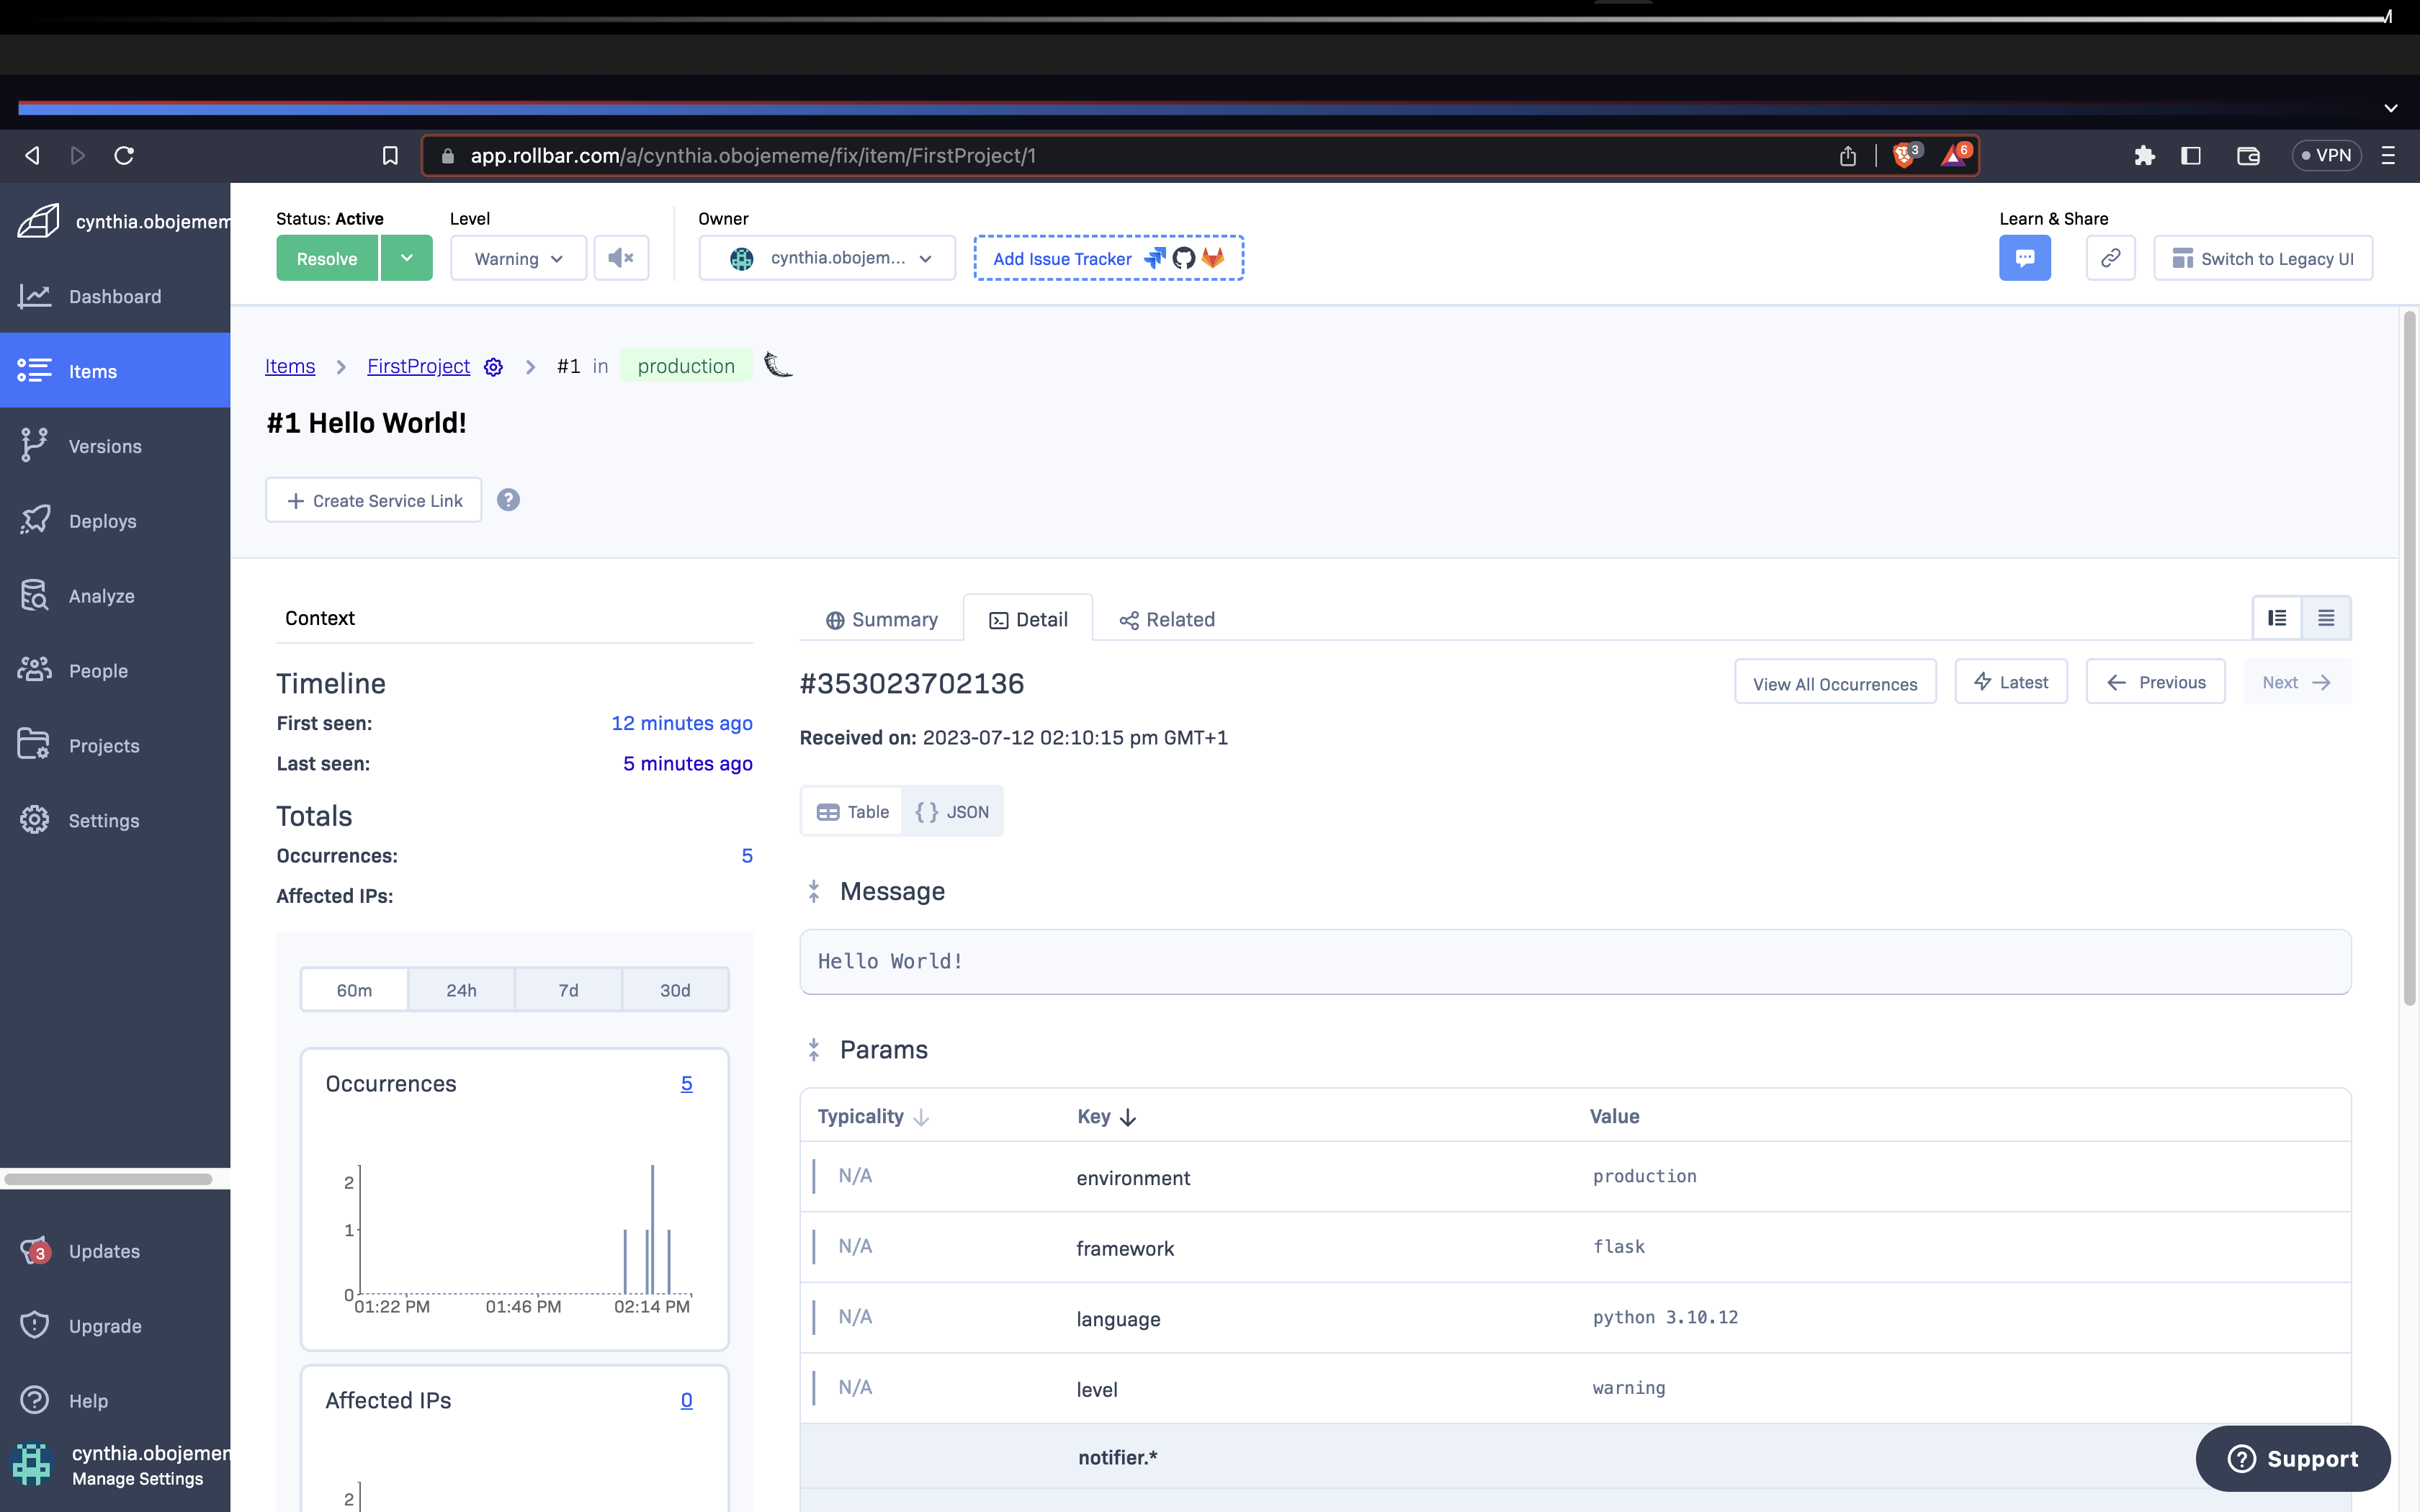 app.rollbar.com/a/cynthia.obojememe/fix/item/FirstProject/1
3
6
VPN
cynthia.obojemem
Dashboard
Items
Versions
Deploys
Analyze
People
Projects
Settings
3
Updates
Upgrade
Help
cynthia.obojemen
Manage Settings
Status: Active
Level
Owner
Learn & Share
Resolve
Warning
cynthia.obojem...
Add Issue Tracker
Switch to Legacy UI
Items
FirstProject
#1 in
production
#1 Hello World!
Create Service Link
?
Context
Timeline
First seen:
12 minutes ago
Last seen:
5 minutes ago
Totals
Occurrences:
5
Affected IPs:
60m
24h
7d
30d
Occurrences
5
2
1
0
01:22 PM
01:46 PM
02:14 PM
Affected IPs
0
2
Summary
Detail
Related
#353023702136
View All Occurrences
Latest
Previous
Next
Received on: 2023-07-12 02:10:15 pm GMT+1
Table
{ } JSON
Message
Hello World!
Params
Typicality
Key
Value
N/A
environment
production
N/A
framework
flask
N/A
language
python 3.10.12
N/A
level
warning
notifier.*
? Support